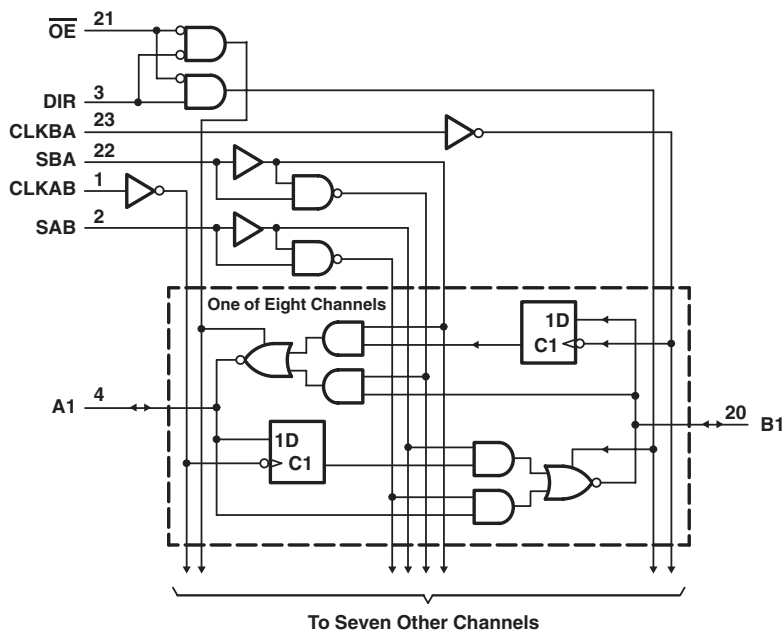 OE 21
DIR 3
CLKBA 23
SBA 22
CLKAB 1
SAB 2
One of Eight Channels
1D
C1
A1 4
20 B1
1D
C1
To Seven Other Channels